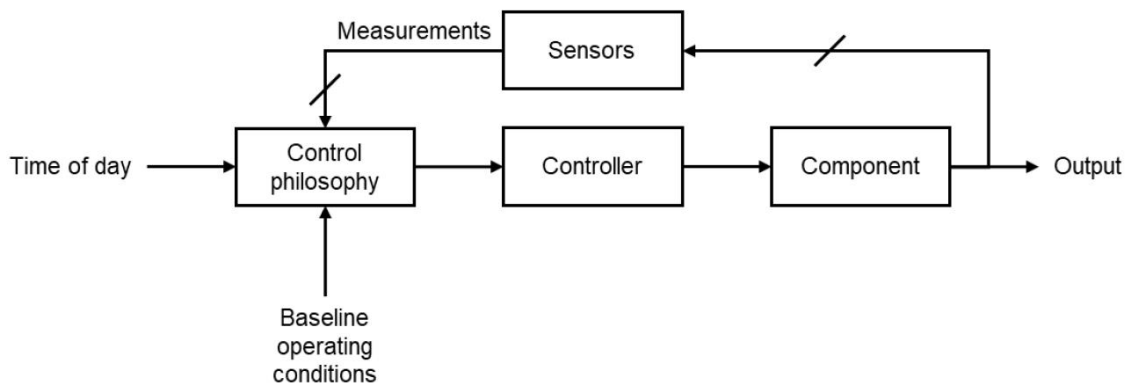 Measurements
Sensors
Time of day
Control
philosophy
Controller
Component
Output
Baseline
operating
conditions